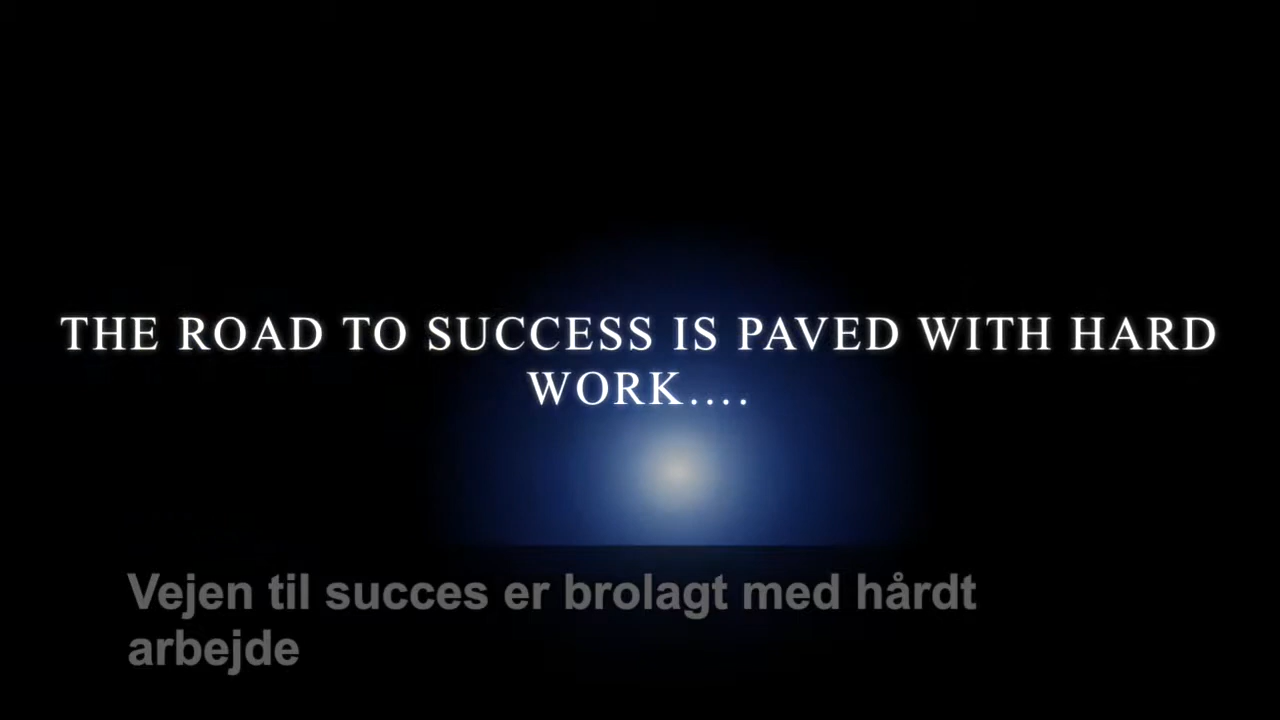 THE ROAD TO SUCCESS IS PAVED WITH HARD
WORK....
Vejen til succes er brolagt med hårdt
arbejde